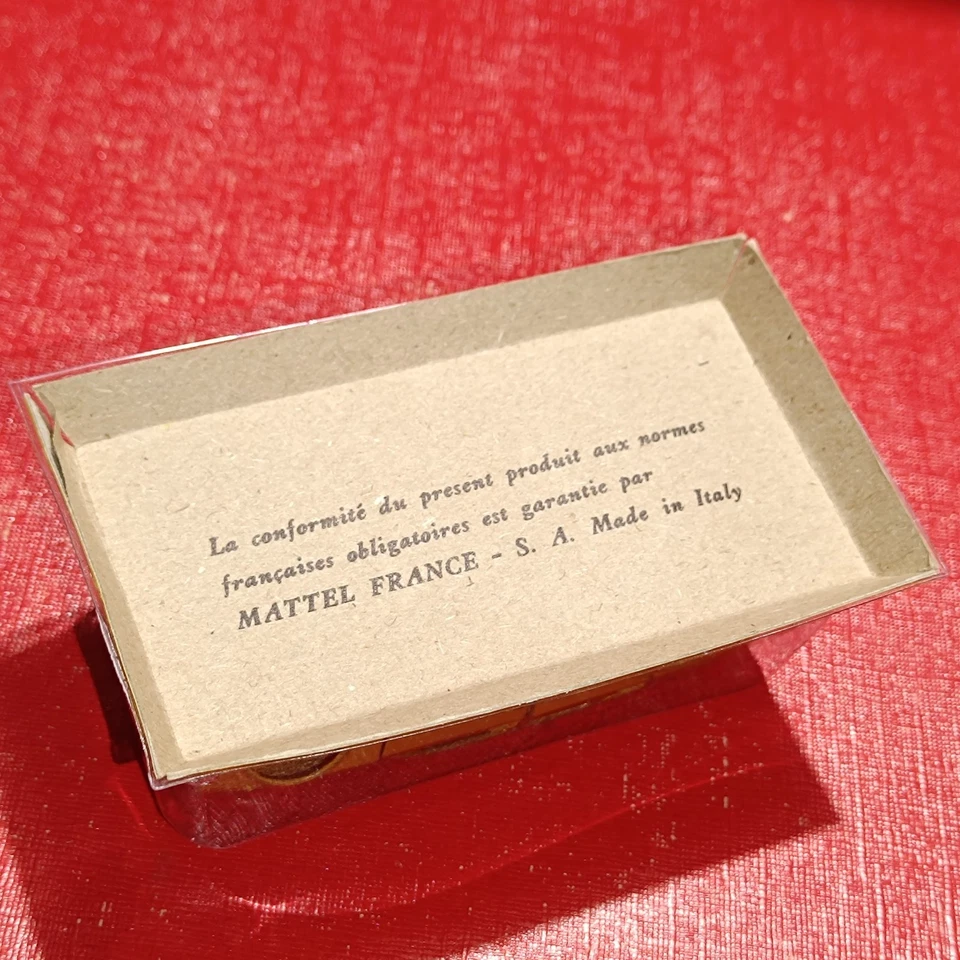 La conformité du present produit aux normes
françaises obligatoires est garantie par
MATTEL FRANCE - S. A. Made in Italy